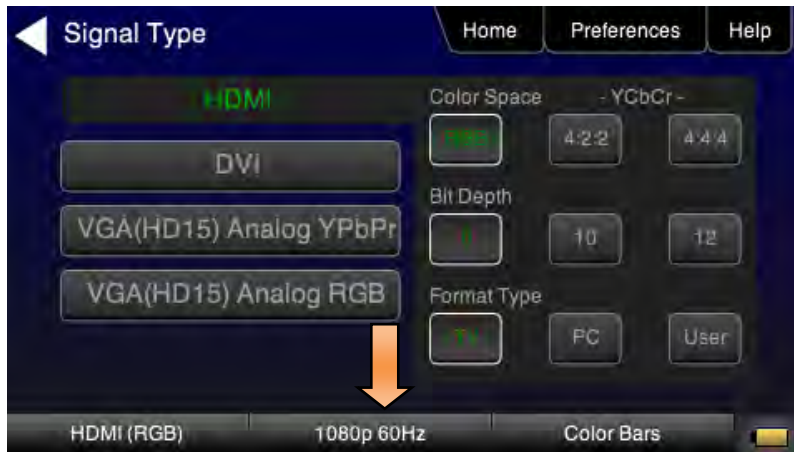 Signal Type
Home
Preferences
Help
HDMI
Color Space
- YCbCr -
4:2:2
4:4:4
DVI
Bit Depth
VGA(HD15) Analog YPbPr
10
12
VGA(HD15) Analog RGB
Format Type
TV
PC
User
HDMI (RGB)
1080p 60Hz
Color Bars